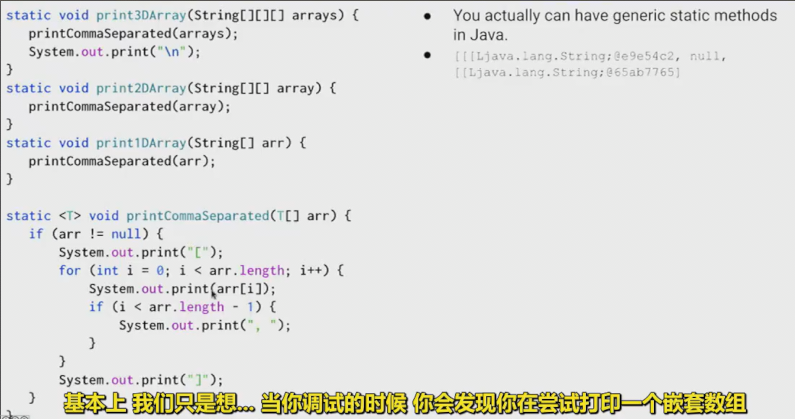 static void print3DArray(String[][][] arrays) {
printCommaSeparated(arrays);
System.out.print("\n");
}
static void print2DArray(String[][] array) {
printCommaSeparated(array);
}
static void print1DArray(String[] arr) {
printCommaSeparated(arr);
}
static <T> void printCommaSeparated(T[] arr) {
if (arr != null) {
System.out.print("[");
for (int i = 0; i < arr.length; i++) {
System.out.print(arr[i]);
if (i < arr.length - 1) {
System.out.print(", ");
}
}
System.out.print("]");
}
}
● You actually can have generic static methods
in Java.
● [[[Ljava.lang.String;@e9e54c2, null,
[[Ljava.lang.String;@65ab7765]
基本上 我们只是想... 当你调试的时候 你会发现你在尝试打印一个嵌套数组